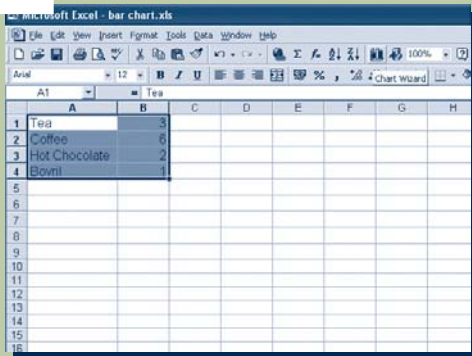 Microsoft Excel - bar chart.xls
File Edit View Insert Format Tools Data Window Help
100%
Arial 12 B I U % , Chart Wizard
A1 = Tea
A B C D E F G H
1 Tea 3
2 Coffee 6
3 Hot Chocolate 2
4 Bovril 1
5
6
7
8
9
10
11
12
13
14
15
16